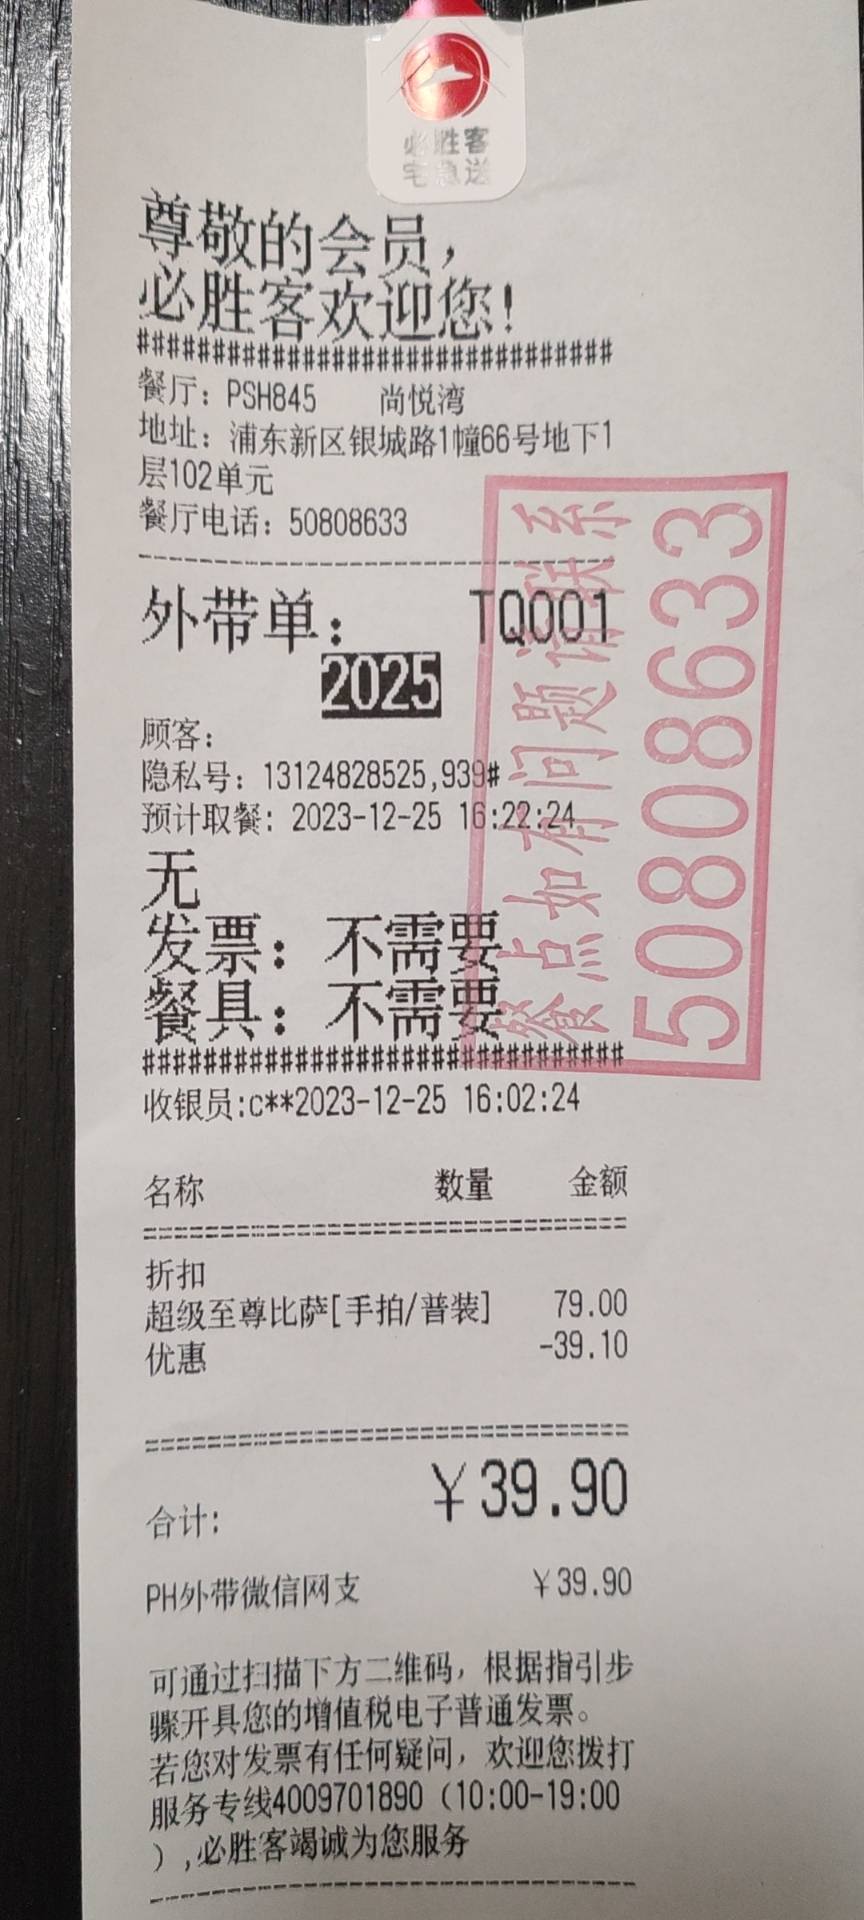 必胜客
宅急送
尊敬的会员，
必胜客欢迎您!
################################
餐厅：PSH845 尚悦湾
地址：浦东新区银城路1幢66号地下1
层102单元
餐厅电话：50808633
外带单： TQ001
2025
顾客：
隐私号：13124828525,939#
预计取餐：2023-12-25 16:22:24
无
发票：不需要
餐具：不需要
################################
收银员:c**2023-12-25 16:02:24
名称 数量 金额
折扣
超级至尊比萨[手拍/普装] 79.00
优惠 -39.10
合计: ￥39.90
PH外带微信网支 ￥39.90
可通过扫描下方二维码，根据指引步
骤开具您的增值税电子普通发票。
若您对发票有任何疑问，欢迎您拨打
服务专线4009701890（10:00-19:00
）,必胜客竭诚为您服务
餐点如有问题请联系
50808633